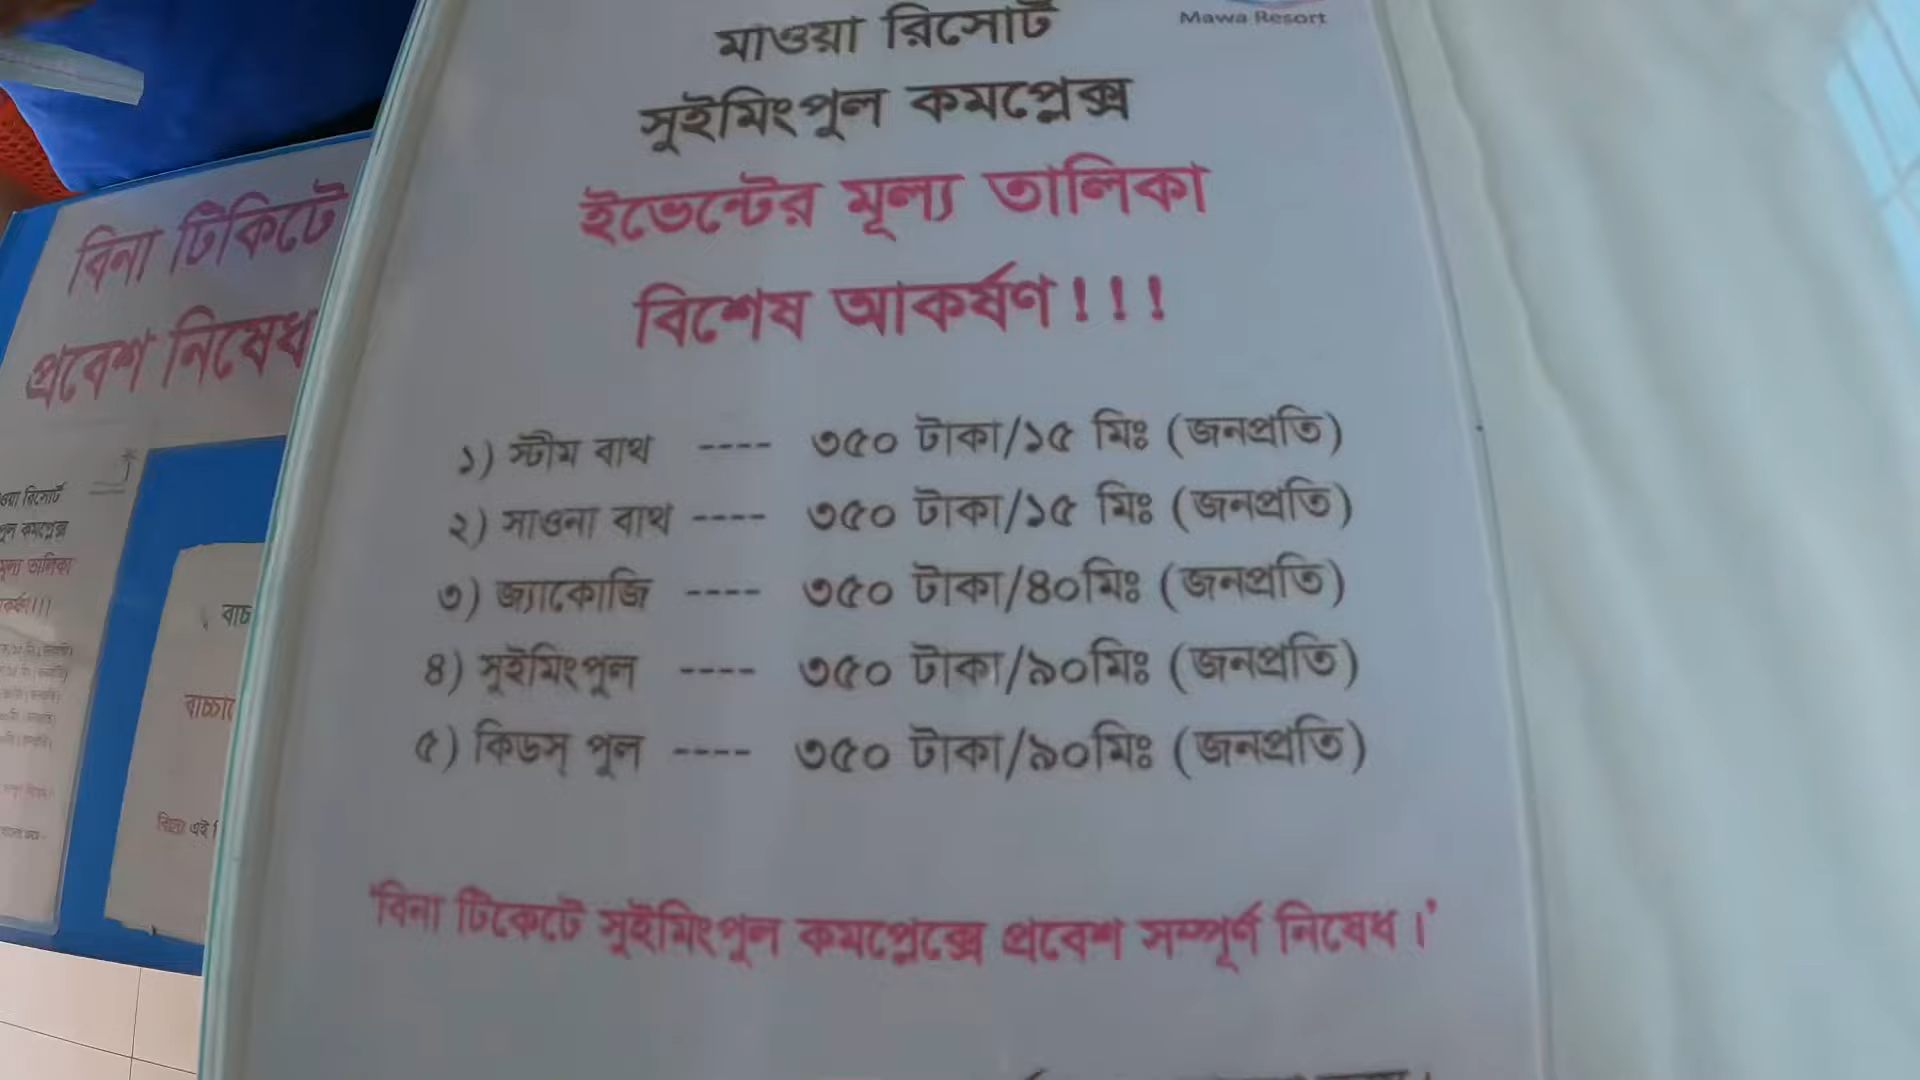 Mawa Resort
মাওয়া রিসোর্ট
সুইমিংপুল কমপ্লেক্স
ইভেন্টের মূল্য তালিকা
বিশেষ আকর্ষণ!!!
১) স্টীম বাথ ---- ৩৫০ টাকা/১৫ মিঃ (জনপ্রতি)
২) সাওনা বাথ ---- ৩৫০ টাকা/১৫ মিঃ (জনপ্রতি)
৩) জ্যাকোজি ---- ৩৫০ টাকা/৪০মিঃ (জনপ্রতি)
৪) সুইমিংপুল ---- ৩৫০ টাকা/৯০মিঃ (জনপ্রতি)
৫) কিডস্ পুল ---- ৩৫০ টাকা/৯০মিঃ (জনপ্রতি)
'বিনা টিকেটে সুইমিংপুল কমপ্লেক্সে প্রবেশ সম্পূর্ণ নিষেধ।'
বিনা টিকিটে
প্রবেশ নিষেধ
রিসোর্ট
কমপ্লেক্স
মূল্য তালিকা